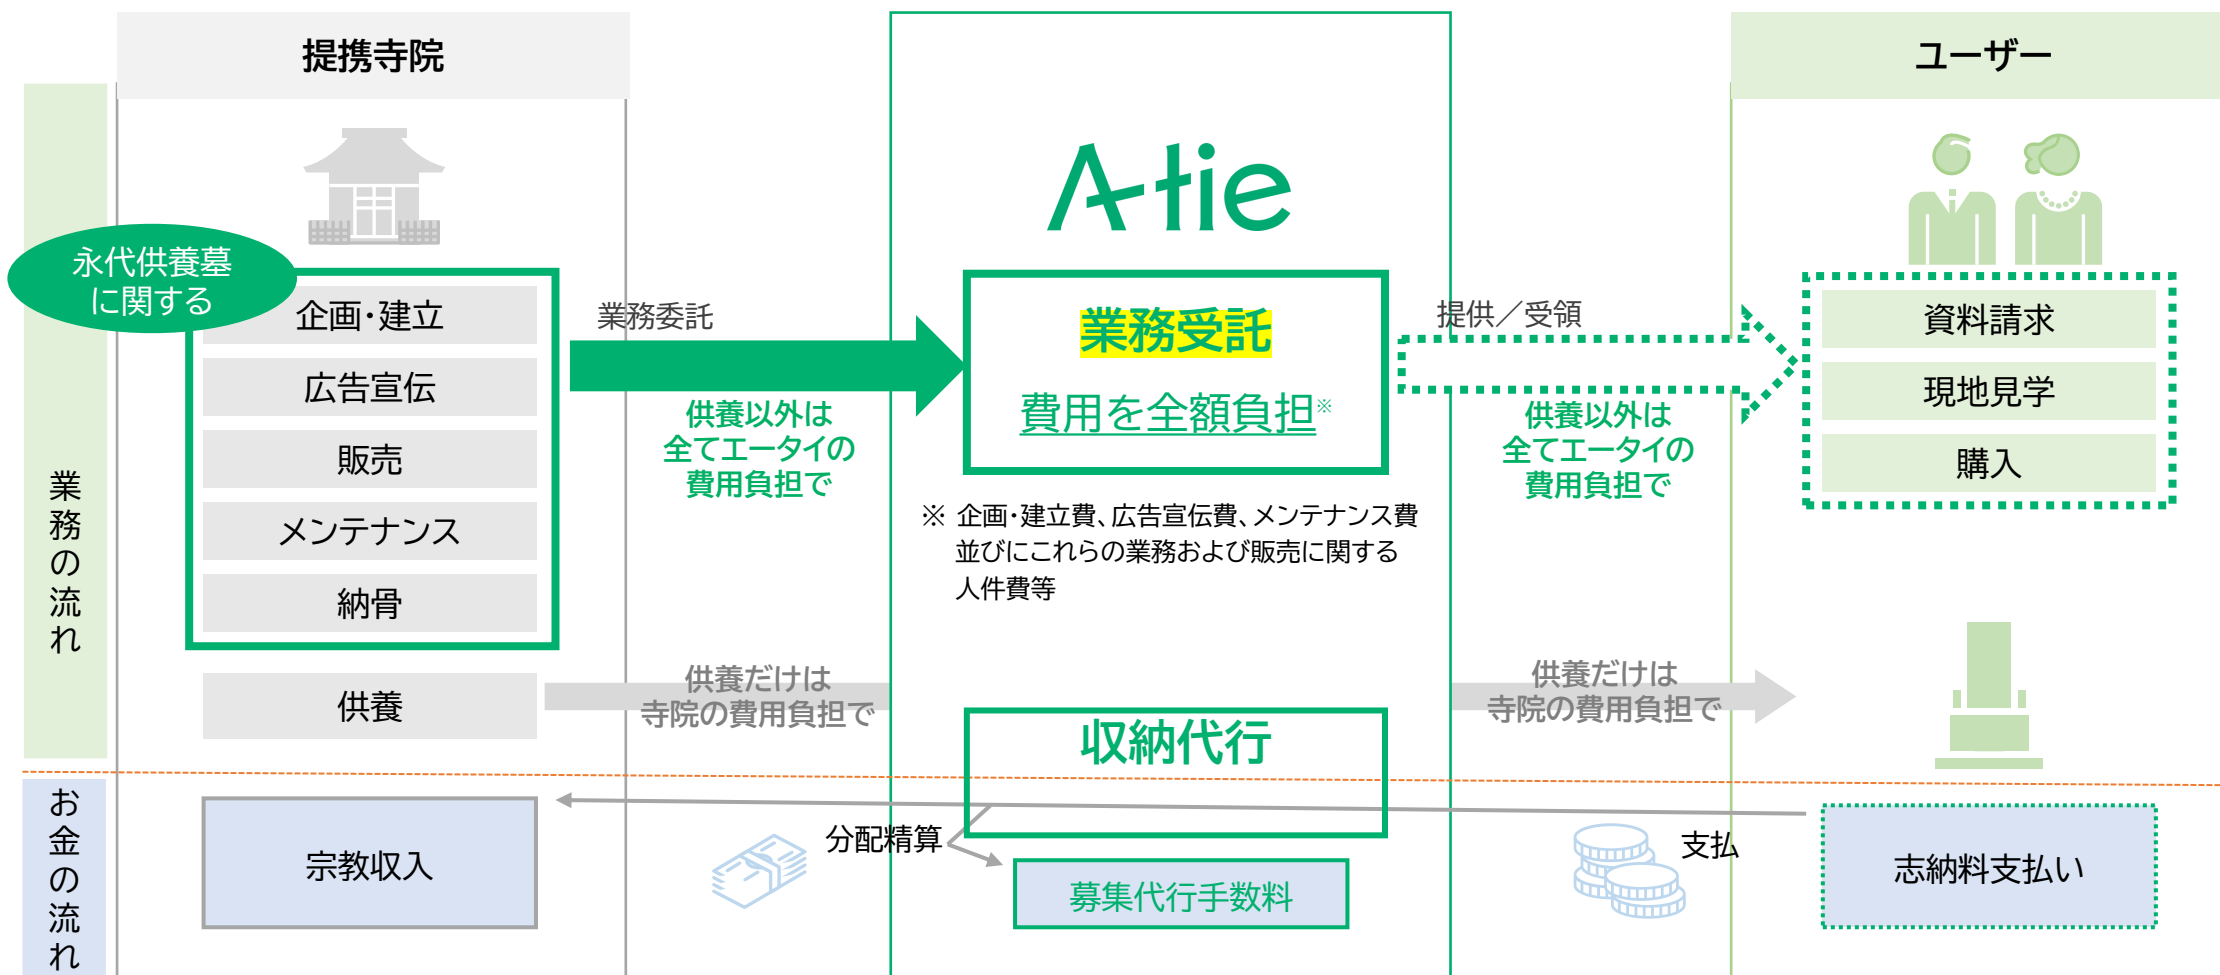 提携寺院
ユーザー
A-tie
永代供養墓
に関する
企画・建立
広告宣伝
販売
メンテナンス
納骨
供養
業務の流れ
業務委託
供養以外は
全てエータイの
費用負担で
業務受託
費用を全額負担※
※ 企画・建立費、広告宣伝費、メンテナンス費
並びにこれらの業務および販売に関する
人件費等
提供／受領
供養以外は
全てエータイの
費用負担で
資料請求
現地見学
購入
供養だけは
寺院の費用負担で
収納代行
供養だけは
寺院の費用負担で
お金の流れ
宗教収入
分配精算
募集代行手数料
支払
志納料支払い